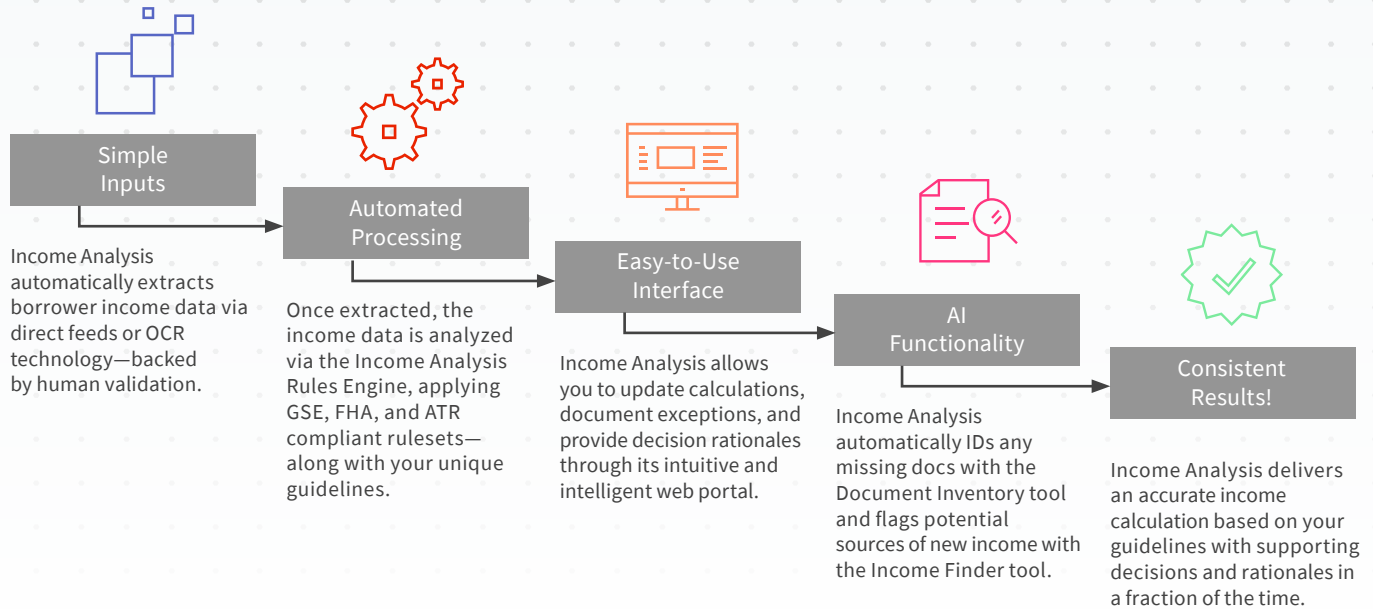 Simple
Inputs
Income Analysis
automatically extracts
borrower income data via
direct feeds or OCR
technology—backed
by human validation.
Automated
Processing
Once extracted, the
income data is analyzed
via the Income Analysis
Rules Engine, applying
GSE, FHA, and ATR
compliant rulesets—
along with your unique
guidelines.
Easy-to-Use
Interface
Income Analysis allows
you to update calculations,
document exceptions, and
provide decision rationales
through its intuitive and
intelligent web portal.
AI
Functionality
Income Analysis
automatically IDs any
missing docs with the
Document Inventory tool
and flags potential
sources of new income with
the Income Finder tool.
Consistent
Results!
Income Analysis delivers
an accurate income
calculation based on your
guidelines with supporting
decisions and rationales in
a fraction of the time.